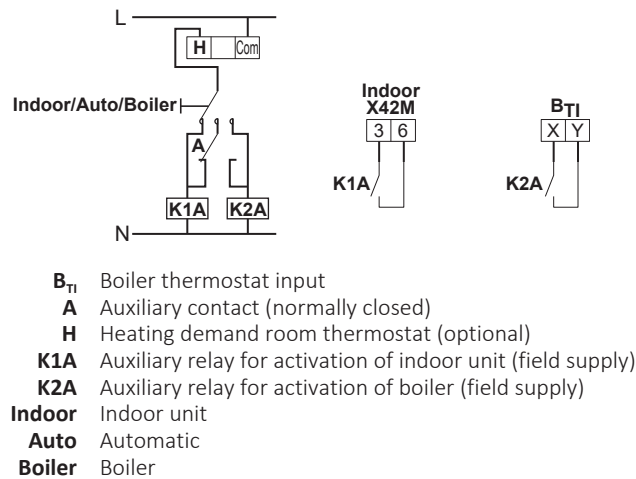 L
H Com
Indoor/Auto/Boiler
A
K1A K2A
N
Indoor
X42M
3 6
K1A
BTI
X Y
K2A
BTI Boiler thermostat input
A Auxiliary contact (normally closed)
H Heating demand room thermostat (optional)
K1A Auxiliary relay for activation of indoor unit (field supply)
K2A Auxiliary relay for activation of boiler (field supply)
Indoor Indoor unit
Auto Automatic
Boiler Boiler